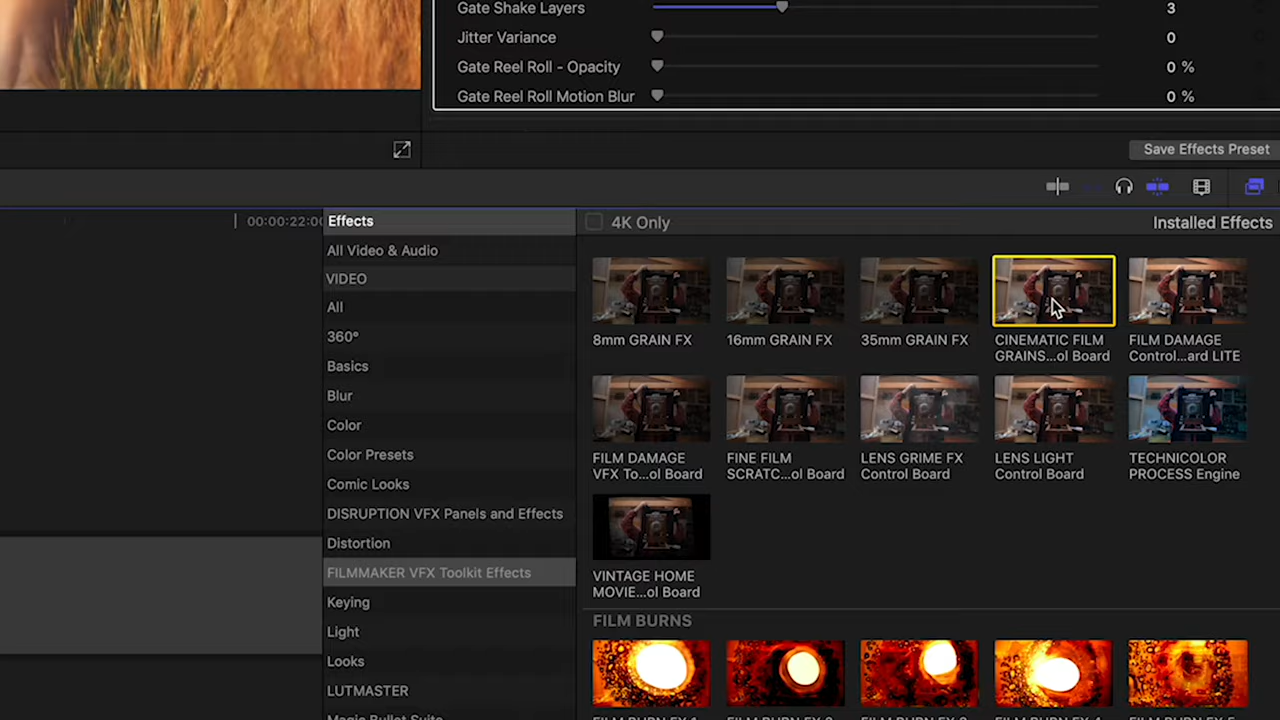 Gate Shake Layers 3
Jitter Variance 0
Gate Reel Roll - Opacity 0 %
Gate Reel Roll Motion Blur 0 %
Save Effects Preset
00:00:22:00
Effects
4K Only
Installed Effects
All Video & Audio
VIDEO
All
360°
Basics
Blur
Color
Color Presets
Comic Looks
DISRUPTION VFX Panels and Effects
Distortion
FILMMAKER VFX Toolkit Effects
Keying
Light
Looks
LUTMASTER
8mm GRAIN FX
16mm GRAIN FX
35mm GRAIN FX
CINEMATIC FILM
GRAINS...ol Board
FILM DAMAGE
Control...ard LITE
FILM DAMAGE
VFX To...ol Board
FINE FILM
SCRATC...ol Board
LENS GRIME FX
Control Board
LENS LIGHT
Control Board
TECHNICOLOR
PROCESS Engine
VINTAGE HOME
MOVIE...ol Board
FILM BURNS